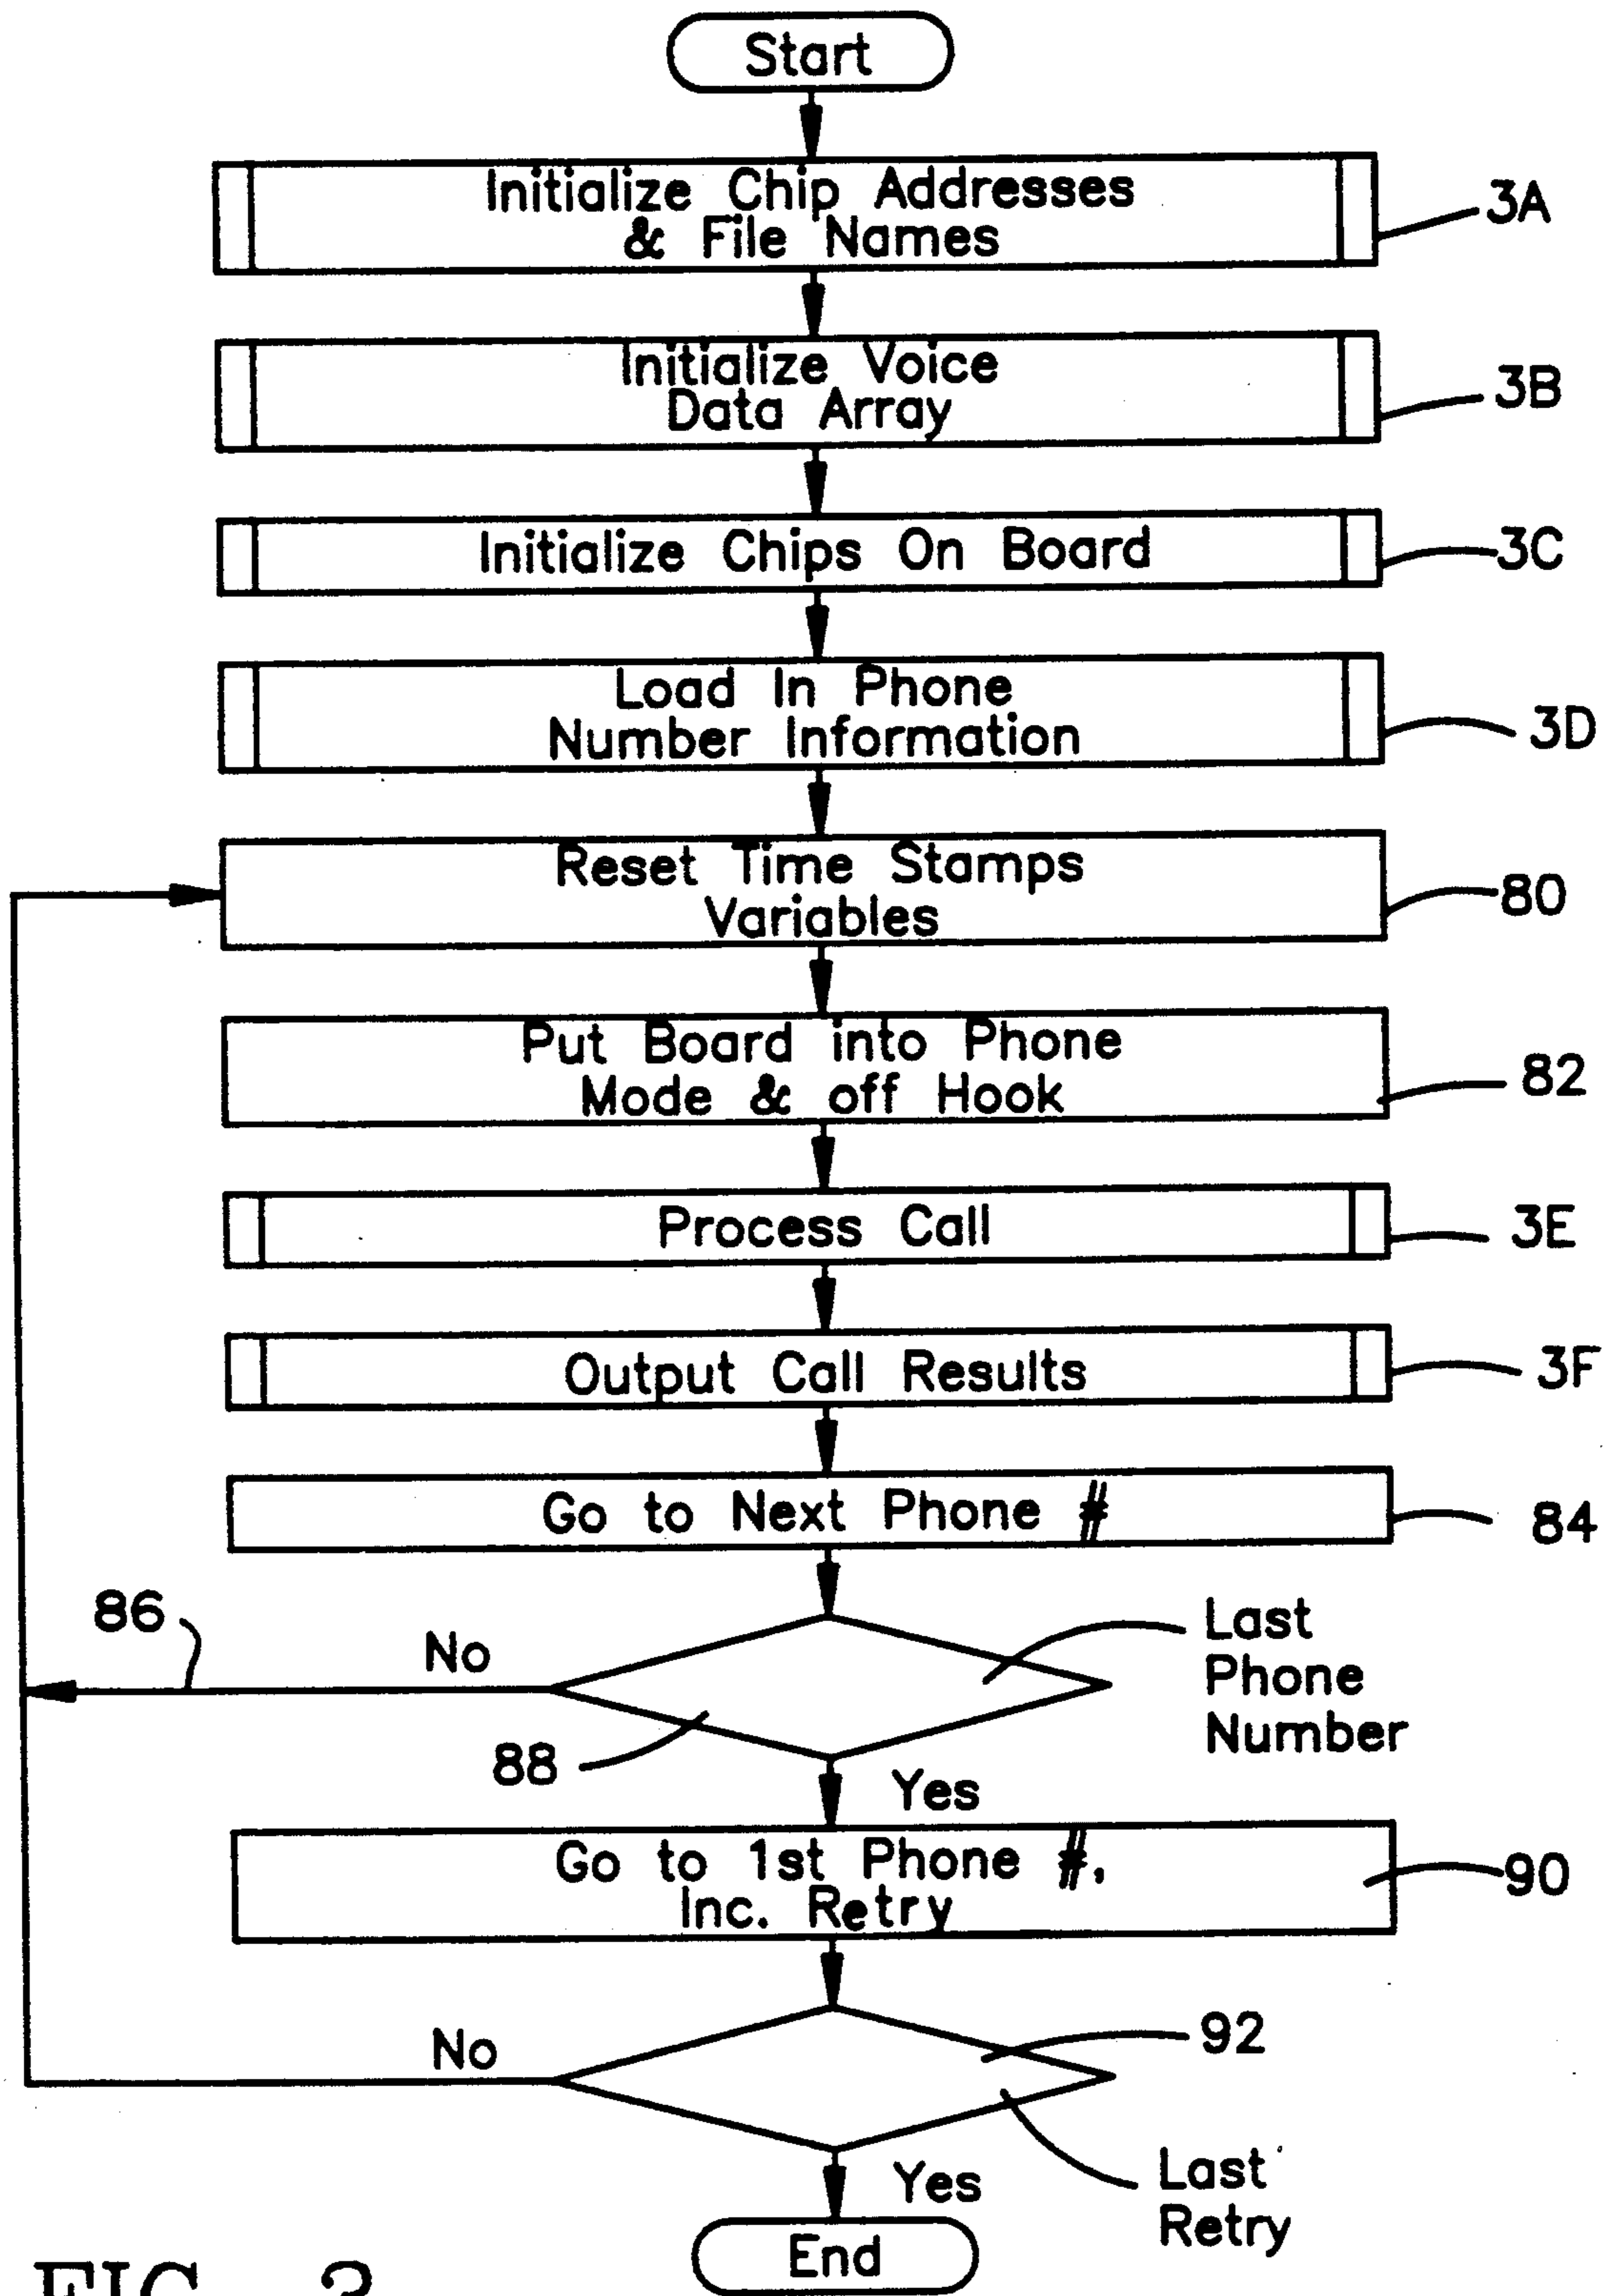 Start
Initialize Chip Addresses
& File Names
3A
Initialize Voice
Data Array
3B
Initialize Chips On Board
3C
Load In Phone
Number Information
3D
Reset Time Stamps
Variables
80
Put Board into Phone
Mode & off Hook
82
Process Call
3E
Output Call Results
3F
Go to Next Phone #
84
86
No
Last
Phone
Number
88
Yes
Go to 1st Phone #,
Inc. Retry
90
No
92
Yes
Last
Retry
End
FIG. 3